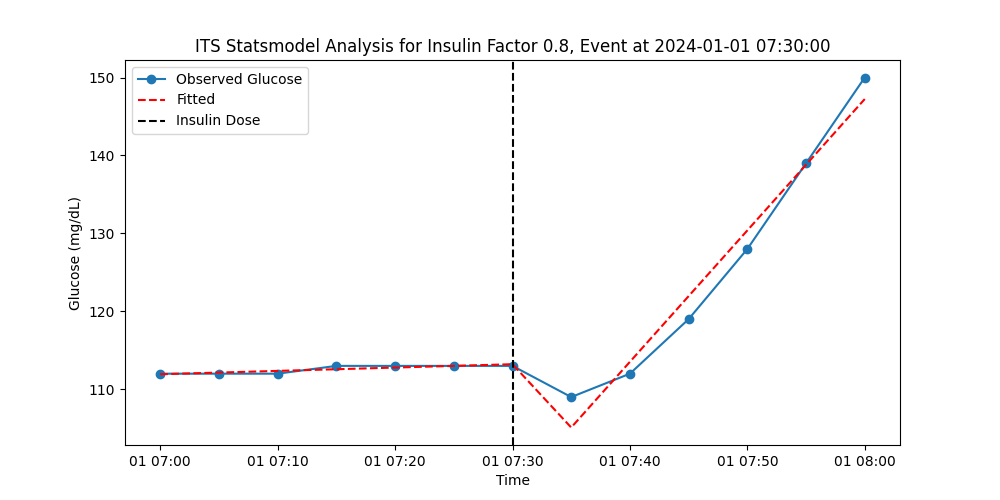 ITS Statsmodel Analysis for Insulin Factor 0.8, Event at 2024-01-01 07:30:00
Observed Glucose
Fitted
Insulin Dose
Glucose (mg/dL)
150
140
130
120
110
01 07:00 01 07:10 01 07:20 01 07:30 01 07:40 01 07:50 01 08:00
Time